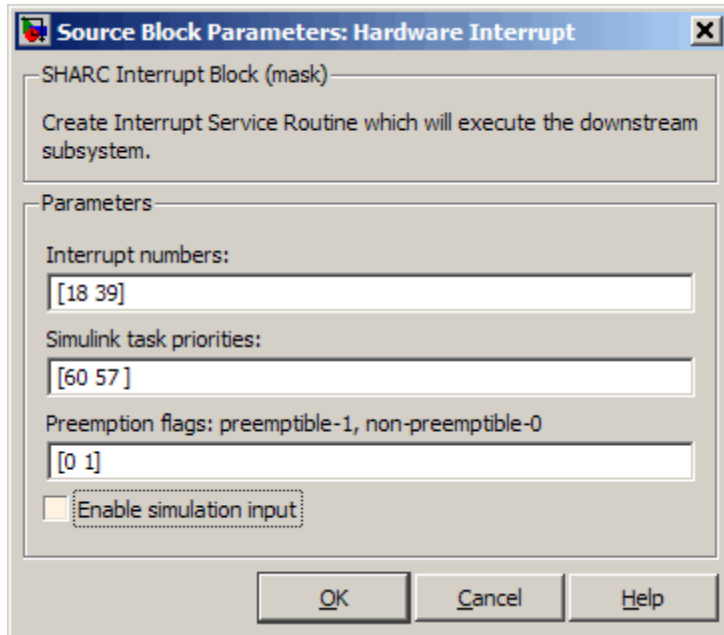 Source Block Parameters: Hardware Interrupt
SHARC Interrupt Block (mask)
Create Interrupt Service Routine which will execute the downstream
subsystem.
Parameters
Interrupt numbers:
[18 39]
Simulink task priorities:
[60 57 ]
Preemption flags: preemptible-1, non-preemptible-0
[0 1]
Enable simulation input
OK Cancel Help